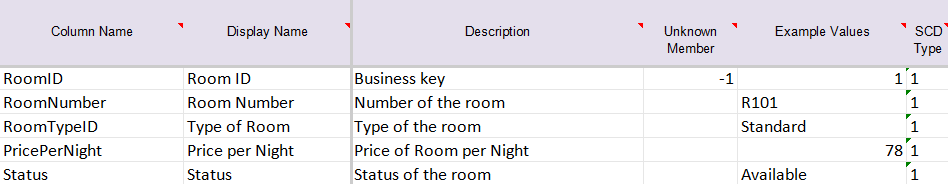 Column Name Display Name Description Unknown Member Example Values SCD Type
RoomID Room ID Business key -1 1 1
RoomNumber Room Number Number of the room R101 1
RoomTypeID Type of Room Type of the room Standard 1
PricePerNight Price per Night Price of Room per Night 78 1
Status Status Status of the room Available 1